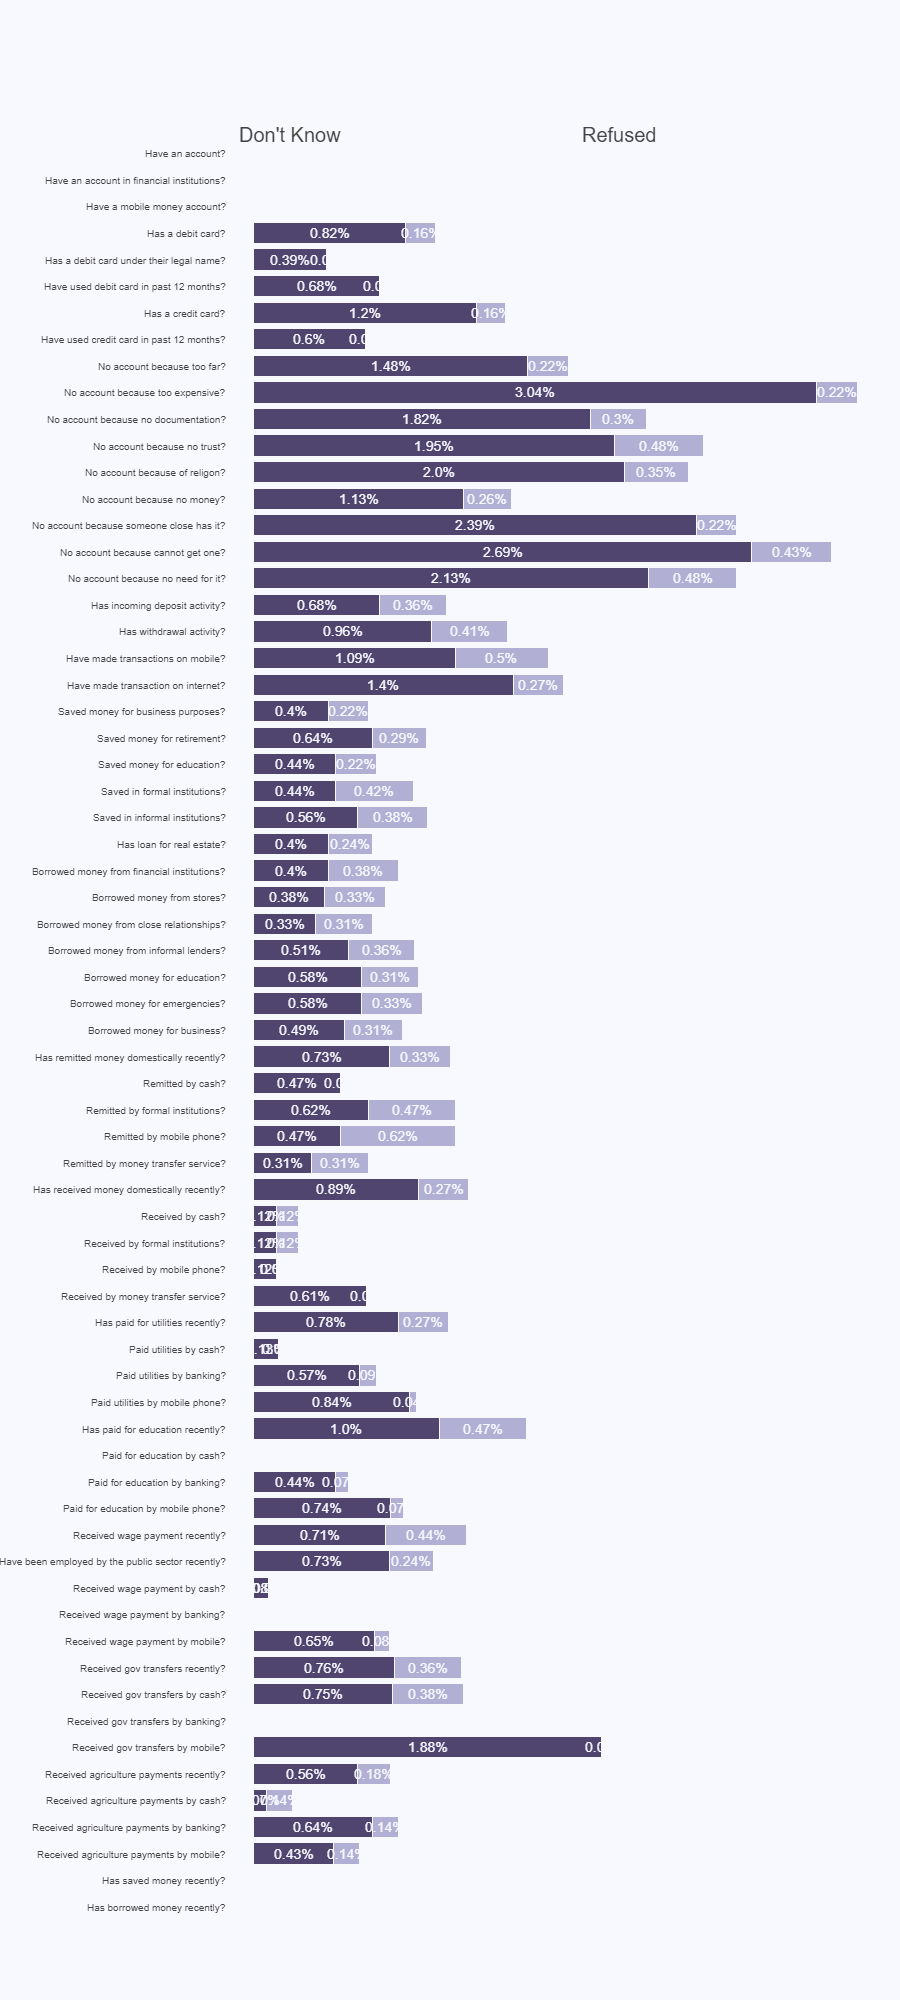 Don't Know Refused
Have an account?
Have an account in financial institutions?
Have a mobile money account?
Has a debit card? 0.82% 0.16%
Has a debit card under their legal name? 0.39%
Have used debit card in past 12 months? 0.68%
Has a credit card? 1.2% 0.16%
Have used credit card in past 12 months? 0.6%
No account because too far? 1.48% 0.22%
No account because too expensive? 3.04% 0.22%
No account because no documentation? 1.82% 0.3%
No account because no trust? 1.95% 0.48%
No account because of religon? 2.0% 0.35%
No account because no money? 1.13% 0.26%
No account because someone close has it? 2.39% 0.22%
No account because cannot get one? 2.69% 0.43%
No account because no need for it? 2.13% 0.48%
Has incoming deposit activity? 0.68% 0.36%
Has withdrawal activity? 0.96% 0.41%
Have made transactions on mobile? 1.09% 0.5%
Have made transaction on internet? 1.4% 0.27%
Saved money for business purposes? 0.4% 0.22%
Saved money for retirement? 0.64% 0.29%
Saved money for education? 0.44% 0.22%
Saved in formal institutions? 0.44% 0.42%
Saved in informal institutions? 0.56% 0.38%
Has loan for real estate? 0.4% 0.24%
Borrowed money from financial institutions? 0.4% 0.38%
Borrowed money from stores? 0.38% 0.33%
Borrowed money from close relationships? 0.33% 0.31%
Borrowed money from informal lenders? 0.51% 0.36%
Borrowed money for education? 0.58% 0.31%
Borrowed money for emergencies? 0.58% 0.33%
Borrowed money for business? 0.49% 0.31%
Has remitted money domestically recently? 0.73% 0.33%
Remitted by cash? 0.47%
Remitted by formal institutions? 0.62% 0.47%
Remitted by mobile phone? 0.47% 0.62%
Remitted by money transfer service? 0.31% 0.31%
Has received money domestically recently? 0.89% 0.27%
Received by cash?
Received by formal institutions?
Received by mobile phone?
Received by money transfer service? 0.61%
Has paid for utilities recently? 0.78% 0.27%
Paid utilities by cash?
Paid utilities by banking? 0.57% 0.09
Paid utilities by mobile phone? 0.84%
Has paid for education recently? 1.0% 0.47%
Paid for education by cash?
Paid for education by banking? 0.44% 0.07
Paid for education by mobile phone? 0.74% 0.07
Received wage payment recently? 0.71% 0.44%
Have been employed by the public sector recently? 0.73% 0.24%
Received wage payment by cash?
Received wage payment by banking?
Received wage payment by mobile? 0.65% 0.08
Received gov transfers recently? 0.76% 0.36%
Received gov transfers by cash? 0.75% 0.38%
Received gov transfers by banking?
Received gov transfers by mobile? 1.88%
Received agriculture payments recently? 0.56% 0.18%
Received agriculture payments by cash?
Received agriculture payments by banking? 0.64% 0.14%
Received agriculture payments by mobile? 0.43% 0.14%
Has saved money recently?
Has borrowed money recently?